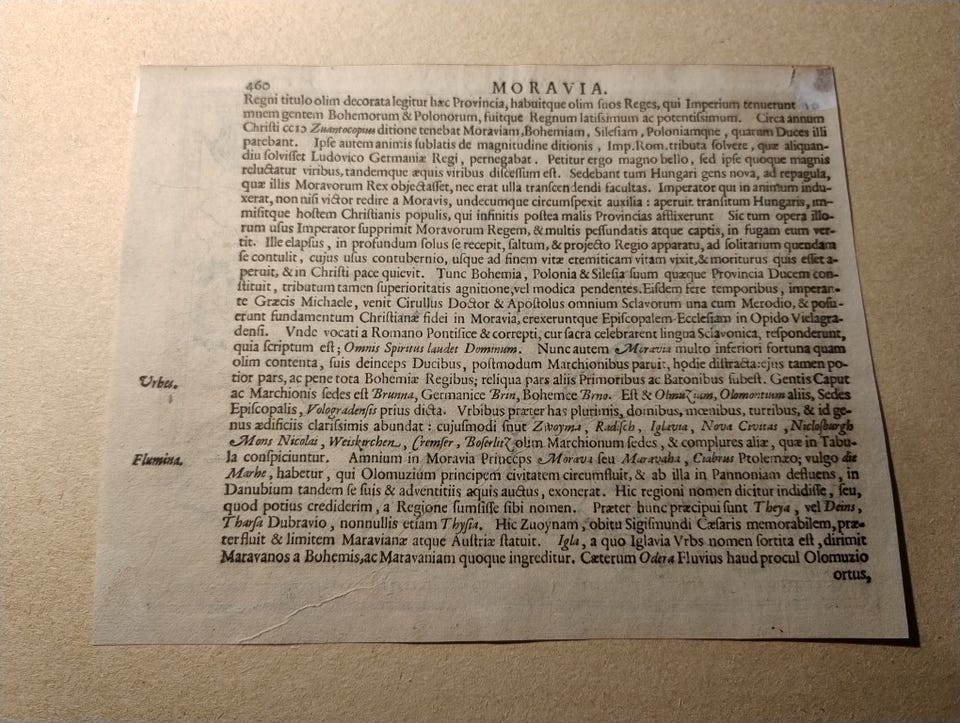 460
MORAVIA.
Regni titulo olim decorata legitur hæc Provincia, habuitque olim ſuos Reges, qui Imperium tenuerunt
mnem gentem Bohemorum & Polonorum, fuitque Regnum latiſſimum ac potentiſſimum. Circa annum
Chriſti Zuantocopius ditione tenebat Moraviam, Bohemiam, Sileſiam, Poloniamque, quarum Duces illi
parebant. Ipſe autem animis ſublatis de magnitudine ditionis, Imp. Rom. tributa ſolvere, quæ aliquan-
diu ſolviſſet Ludovico Germaniæ Regi, pernegabat. Petitur ergo magno bello, ſed ipſe quoque magnis
reluctatur viribus, tandemque æquis viribus diſceſſum eſt. Sedebant tum Hungari gens nova, ad repagula,
quæ illis Moravorum Rex objectaſſet, nec erat ulla tranſcendendi facultas. Imperator qui in animum indu-
xerat, non niſi victor redire a Moravis, undecumque circumſpexit auxilia: aperuit tranſitum Hungaris, im-
miſitque hoſtem Chriſtianis populis, qui infinitis poſtea malis Provincias afflixerunt Sic tum opera illo-
rum uſus Imperator ſupprimit Moravorum Regem, & multis peſſundatis atque captis, in fugam eum ver-
tit. Ille elapſus, in profundum ſolus ſe recepit, ſaltum, & projecto Regio apparatu, ad ſolitarium quendam
ſe contulit, cujus uſus contubernio, uſque ad finem vitæ eremiticam vitam vixit, & moriturus quis eſſet a-
peruit, & in Chriſti pace quievit. Tunc Bohemia, Polonia & Sileſia ſuum quæque Provincia Ducem con-
ſtituit, tributum tamen ſuperioritatis agnitione, vel modica pendentes. Eiſdem fere temporibus, imperan-
te Græcis Michaele, venit Cirullus Doctor & Apoſtolus omnium Sclavorum una cum Merodio, & poſu-
erunt fundamentum Chriſtianæ fidei in Moravia, erexeruntque Epiſcopalem Eccleſiam in Opido Vielagra-
denſi. Vnde vocati a Romano Pontifice & correpti, cur ſacra celebrarent lingua Sclavonica, reſponderunt,
quia ſcriptum eſt; Omnis Spiritus laudet Dominum. Nunc autem Moravia multo inferiori fortuna quam
olim contenta, ſuis deinceps Ducibus, poſtmodum Marchionibus paruit, hodie diſtracta: ejus tamen po-
tior pars, ac pene tota Bohemiæ Regibus; reliqua pars aliis Primoribus ac Baronibus ſubeſt. Gentis Caput
Urbes.
ac Marchionis ſedes eſt Brunna, Germanice Brin, Bohemice Brno. Eſt & Olmuzium, Olomontium aliis, Sedes
Epiſcopalis, Vologradenſis prius dicta. Vrbibus præter has plurimis, domibus, mœnibus, turribus, & id ge-
nus ædificiis clariſſimis abundat: cujuſmodi ſnut Zwoyma, Radiſch, Iglavia, Nova Civitas, Niclosburgh
Mons Nicolai, Weiskirchen, Cremſer, Boſerlitz olim Marchionum ſedes, & complures aliæ, quæ in Tabu-
Flumina.
la conſpiciuntur. Amnium in Moravia Princeps Morava ſeu Maravaha, Ciabrus Ptolemæo; vulgo die
Marhe, habetur, qui Olomuzium principem civitatem circumfluit, & ab illa in Pannoniam defluens, in
Danubium tandem ſe ſuis & adventitiis aquis auctus, exonerat. Hic regioni nomen dicitur indidiſſe, ſeu,
quod potius crediderim, a Regione ſumſiſſe ſibi nomen. Præter hunc præcipui ſunt Theya, vel Deins,
Tharſa Dubravio, nonnullis etiam Thyſia. Hic Zuoynam, obitu Sigiſmundi Cæſaris memorabilem, præ-
terfluit & limitem Maravianæ atque Auſtriæ ſtatuit. Igla, a quo Iglavia Vrbs nomen ſortita eſt, dirimit
Maravanos a Bohemis, ac Maravaniam quoque ingreditur. Cæterum Odera Fluvius haud procul Olomuzio
ortus,